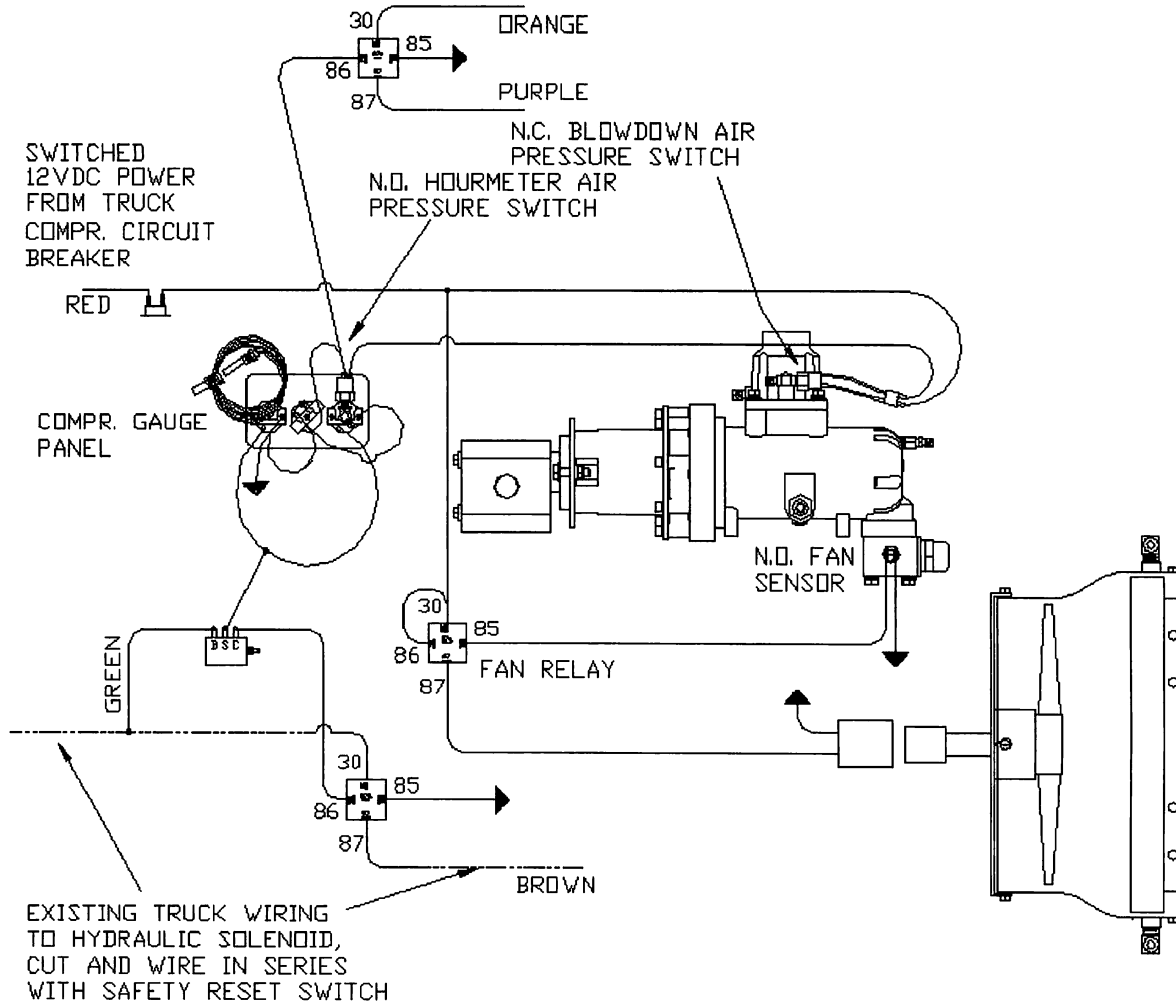 30
ORANGE
85
86
87
PURPLE
N.C. BLOWDOWN AIR
PRESSURE SWITCH
SWITCHED
12VDC POWER
FROM TRUCK
COMPR. CIRCUIT
BREAKER
N.O. HOURMETER AIR
PRESSURE SWITCH
RED
COMPR. GAUGE
PANEL
N.O. FAN
SENSOR
30
85
86
87
FAN RELAY
B S C
GREEN
30
85
86
87
BROWN
EXISTING TRUCK WIRING
TO HYDRAULIC SOLENOID,
CUT AND WIRE IN SERIES
WITH SAFETY RESET SWITCH